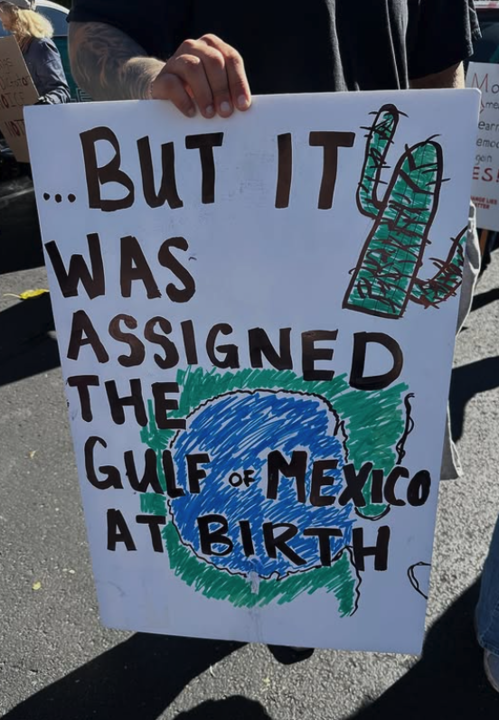 ...BUT IT
WAS
ASSIGNED
THE
GULF OF MEXICO
AT BIRTH